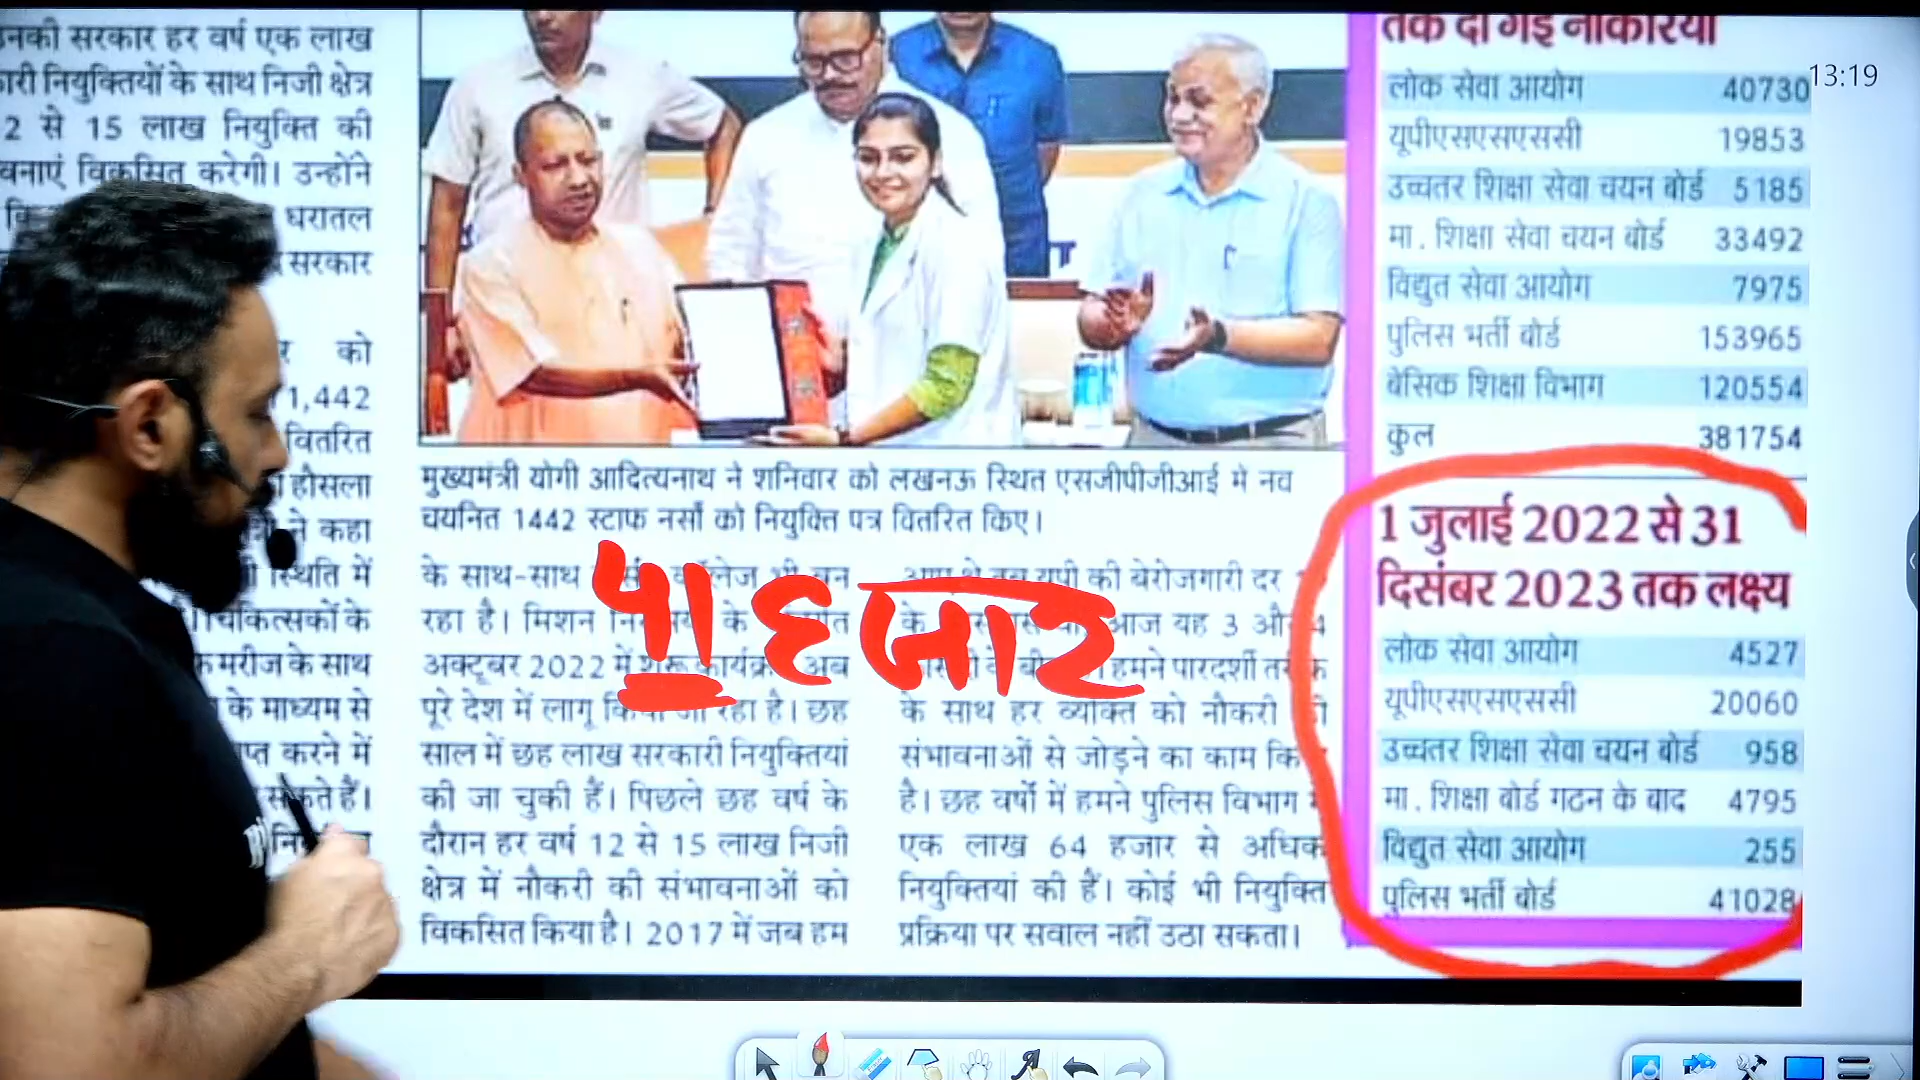 उनकी सरकार हर वर्ष एक लाख
नियुक्तियों के साथ निजी क्षेत्र
2 से 15 लाख नियुक्ति की
विकसित करेगी। उन्होंने
धरातल
सरकार
को
1,442
वितरित
हौसला
ने कहा
स्थिति में
चिकित्सकों के
मरीज के साथ
के माध्यम से
करने में
सकते हैं।
मुख्यमंत्री योगी आदित्यनाथ ने शनिवार को लखनऊ स्थित एसजीपीजीआई में नव
चयनित 1442 स्टाफ नर्सों को नियुक्ति पत्र वितरित किए।
के साथ-साथ
रहा है। मिशन के
अक्टूबर 2022 में शुरू अब
पूरे देश में लागू किया जा रहा है। छह
साल में छह लाख सरकारी नियुक्तियां
की जा चुकी हैं। पिछले छह वर्ष के
दौरान हर वर्ष 12 से 15 लाख निजी
क्षेत्र में नौकरी की संभावनाओं को
विकसित किया है। 2017 में जब हम
यूपी की बेरोजगारी दर
आज यह 3 और 4
हमने पारदर्शी
के साथ हर व्यक्ति को नौकरी की
संभावनाओं से जोड़ने का काम
है। छह वर्षों में हमने पुलिस विभाग
एक लाख 64 हजार से अधिक
नियुक्तियां की हैं। कोई भी नियुक्ति
प्रक्रिया पर सवाल नहीं उठा सकता।
हजार
तक दी गई नौकरियां
लोक सेवा आयोग 40730
यूपीएसएसएससी 19853
उच्चतर शिक्षा सेवा चयन बोर्ड 5185
मा. शिक्षा सेवा चयन बोर्ड 33492
विद्युत सेवा आयोग 7975
पुलिस भर्ती बोर्ड 153965
बेसिक शिक्षा विभाग 120554
कुल 381754
1 जुलाई 2022 से 31
दिसंबर 2023 तक लक्ष्य
लोक सेवा आयोग 4527
यूपीएसएसएससी 20060
उच्चतर शिक्षा सेवा चयन बोर्ड 958
मा. शिक्षा बोर्ड गठन के बाद 4795
विद्युत सेवा आयोग 255
पुलिस भर्ती बोर्ड 41028
13:19